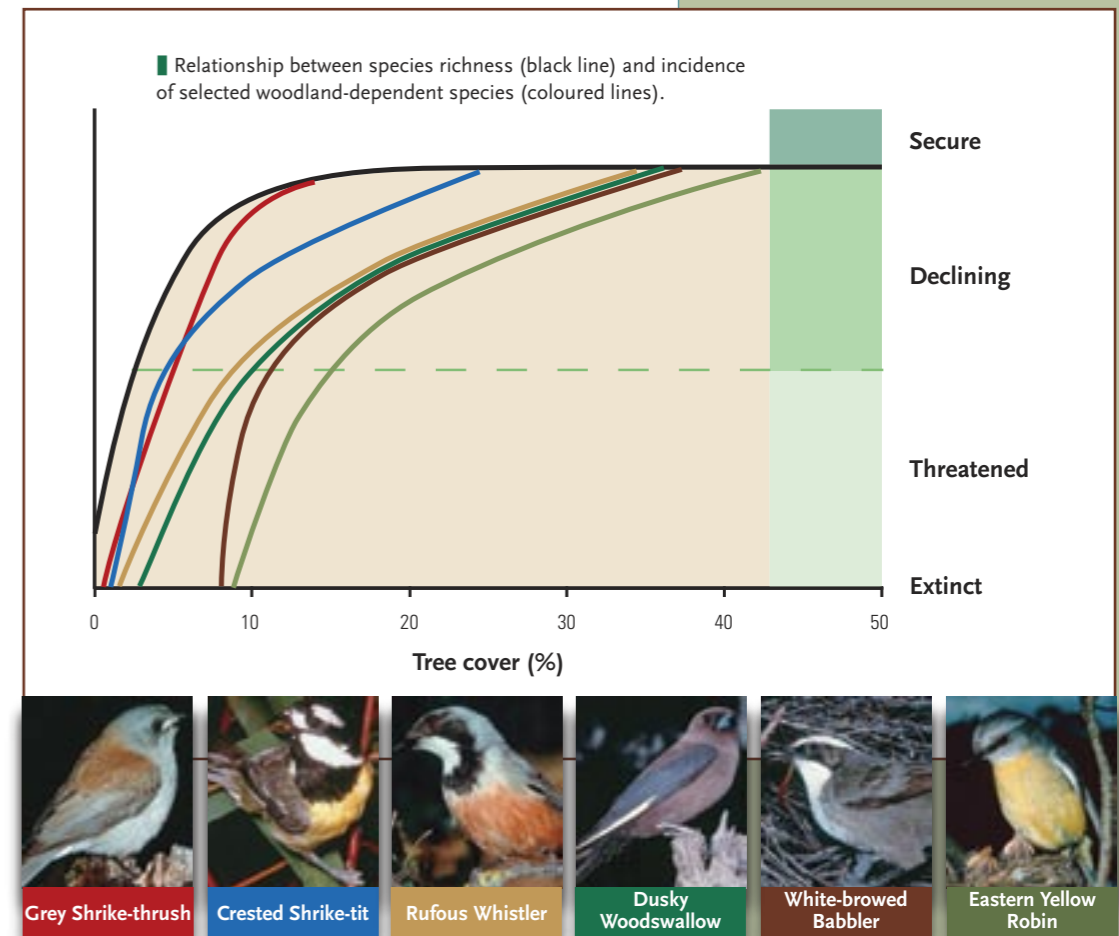 Relationship between species richness (black line) and incidence
of selected woodland-dependent species (coloured lines).
Secure
Declining
Threatened
Extinct
0 10 20 30 40 50
Tree cover (%)
Grey Shrike-thrush
Crested Shrike-tit
Rufous Whistler
Dusky
Woodswallow
White-browed
Babbler
Eastern Yellow
Robin